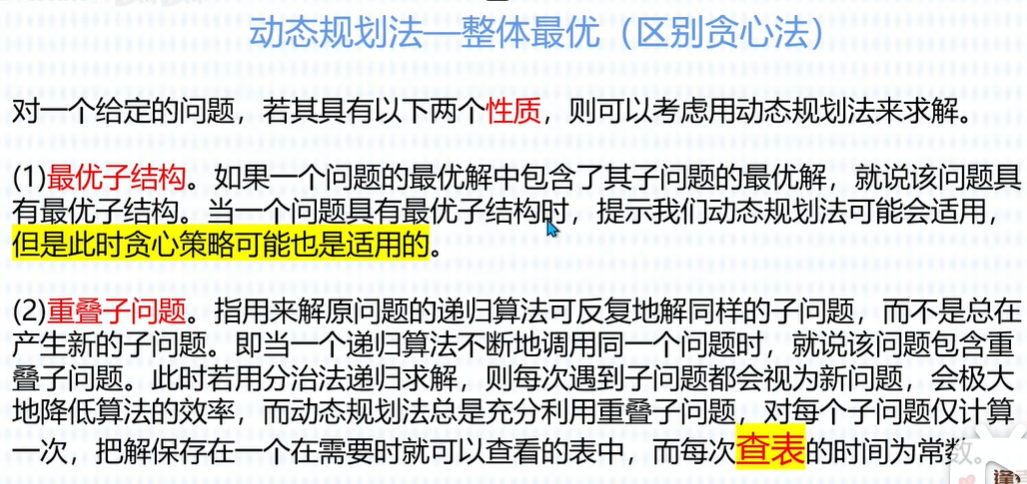 动态规划法—整体最优（区别贪心法）
对一个给定的问题，若其具有以下两个性质，则可以考虑用动态规划法来求解。
(1)最优子结构。如果一个问题的最优解中包含了其子问题的最优解，就说该问题具
有最优子结构。当一个问题具有最优子结构时，提示我们动态规划法可能会适用，
但是此时贪心策略可能也是适用的。
(2)重叠子问题。指用来解原问题的递归算法可反复地解同样的子问题，而不是总在
产生新的子问题。即当一个递归算法不断地调用同一个问题时，就说该问题包含重
叠子问题。此时若用分治法递归求解，则每次遇到子问题都会视为新问题，会极大
地降低算法的效率，而动态规划法总是充分利用重叠子问题，对每个子问题仅计算
一次，把解保存在一个在需要时就可以查看的表中，而每次查表的时间为常数。